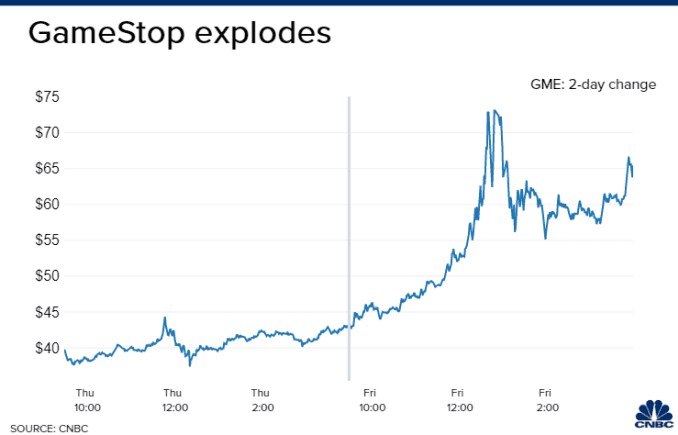 GameStop explodes
GME: 2-day change
$75
$70
$65
$60
$55
$50
$45
$40
Thu Thu Thu Fri Fri Fri
10:00 12:00 2:00 10:00 12:00 2:00
SOURCE: CNBC
CNBC